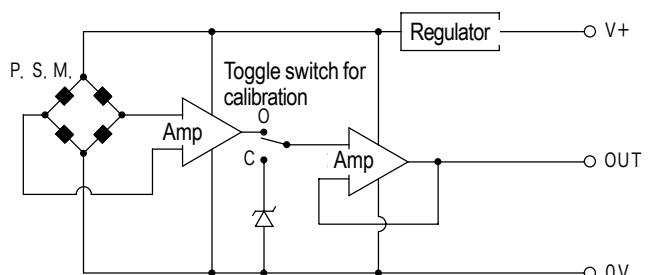 Regulator
V+
P. S. M.
Toggle switch for
calibration
O
Amp
Amp
C
OUT
0V